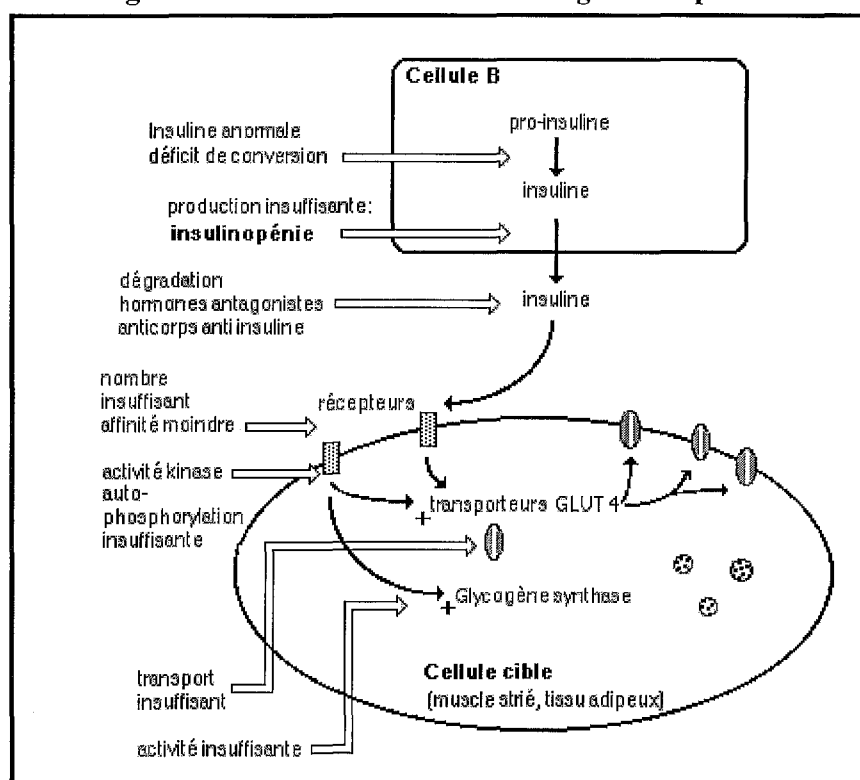 Cellule B
Insuline anormale
déficit de conversion
pro-insuline
insuline
production insuffisante:
insulinopénie
dégradation
hormones antagonistes
anticorps anti insuline
insuline
nombre
insuffisant
affinité moindre
récepteurs
activité kinase
auto-
phosphorylation
insuffisante
+transporteurs GLUT 4
+Glycogène synthase
Cellule cible
(muscle strié, tissu adipeux)
transport
insuffisant
activité insuffisante